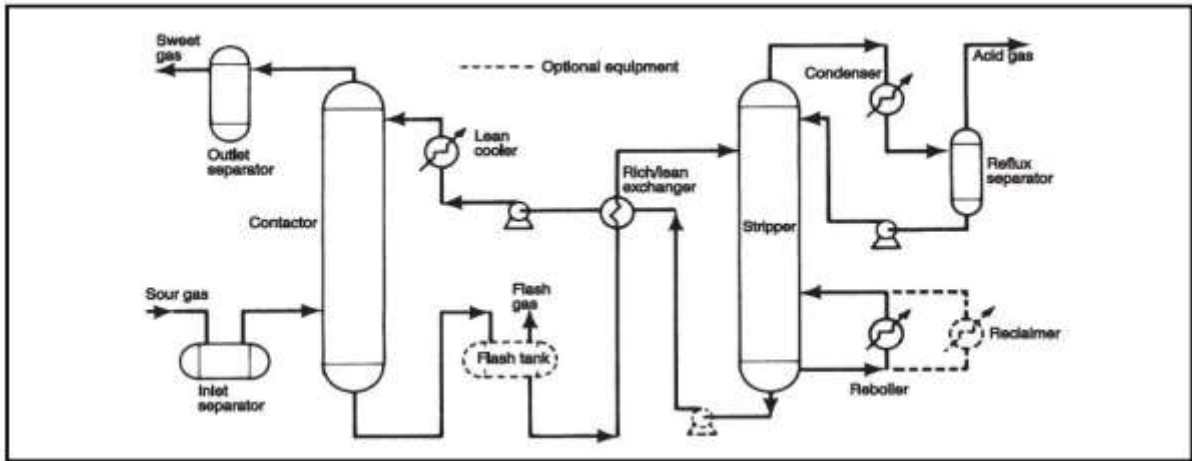 Sweet
gas
Outlet
separator
Optional equipment
Condenser
Acid gas
Lean
cooler
Rich/lean
exchanger
Reflux
separator
Contactor
Stripper
Sour gas
Flash
gas
Flash tank
Inlet
separator
Reclaimer
Reboiler